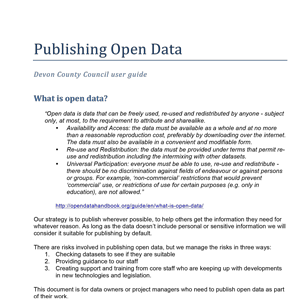 Publishing Open Data
Devon County Council user guide
What is open data?
“Open data is data that can be freely used, re-used and redistributed by anyone - subject
only, at most, to the requirement to attribute and sharealike.
• Availability and Access: the data must be available as a whole and at no more
than a reasonable reproduction cost, preferably by downloading over the internet.
The data must also be available in a convenient and modifiable form.
• Re-use and Redistribution: the data must be provided under terms that permit re-
use and redistribution including the intermixing with other datasets.
• Universal Participation: everyone must be able to use, re-use and redistribute -
there should be no discrimination against fields of endeavour or against persons
or groups. For example, ‘non-commercial’ restrictions that would prevent
‘commercial’ use, or restrictions of use for certain purposes (e.g. only in
education), are not allowed.”
http://opendatahandbook.org/guide/en/what-is-open-data/
Our strategy is to publish wherever possible, to help others get the information they need for
whatever reason. As long as the data doesn’t include personal or sensitive information we will
consider it suitable for publishing by default.
There are risks involved in publishing open data, but we manage the risks in three ways:
1. Checking datasets to see if they are suitable
2. Providing guidance to our staff
3. Creating support and training from core staff who are keeping up with developments
in new technologies and legislation.
This document is for data owners or project managers who need to publish open data as part
of their work.